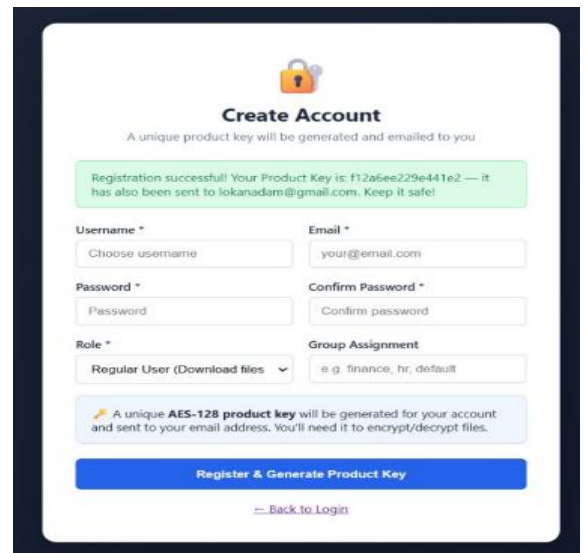 Create Account
A unique product key will be generated and emailed to you
Registration successful! Your Product Key is: f12a6ee229e441e2 — it
has also been sent to lokanadam@gmail.com. Keep it safe!
Username * Email *
Choose username your@email.com
Password * Confirm Password *
Password Confirm password
Role * Group Assignment
Regular User (Download files e.g. finance, hr, default
A unique AES-128 product key will be generated for your account
and sent to your email address. You'll need it to encrypt/decrypt files.
Register & Generate Product Key
← Back to Login